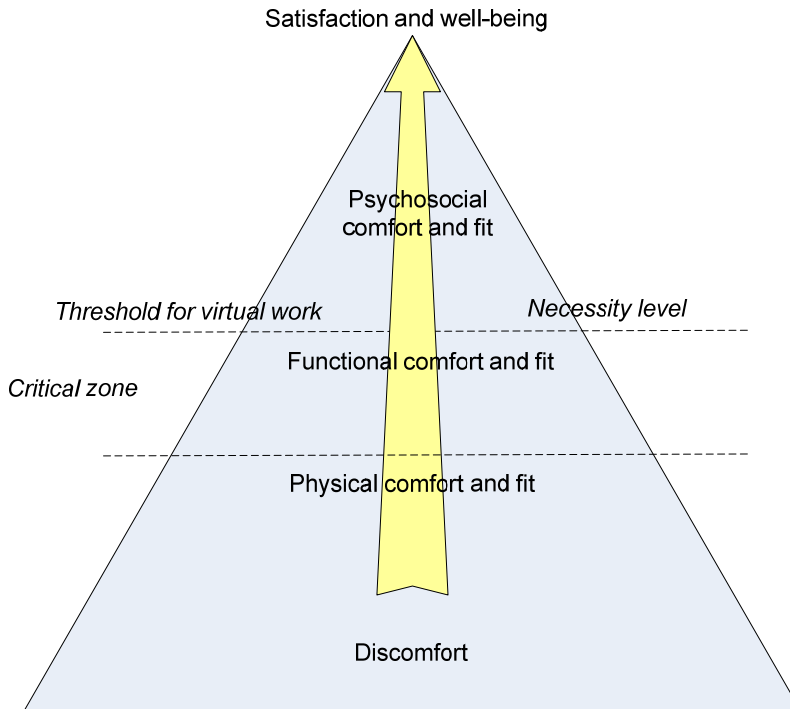 Satisfaction and well-being
Psychosocial
comfort and fit
Threshold for virtual work
Necessity level
Functional comfort and fit
Critical zone
Physical comfort and fit
Discomfort